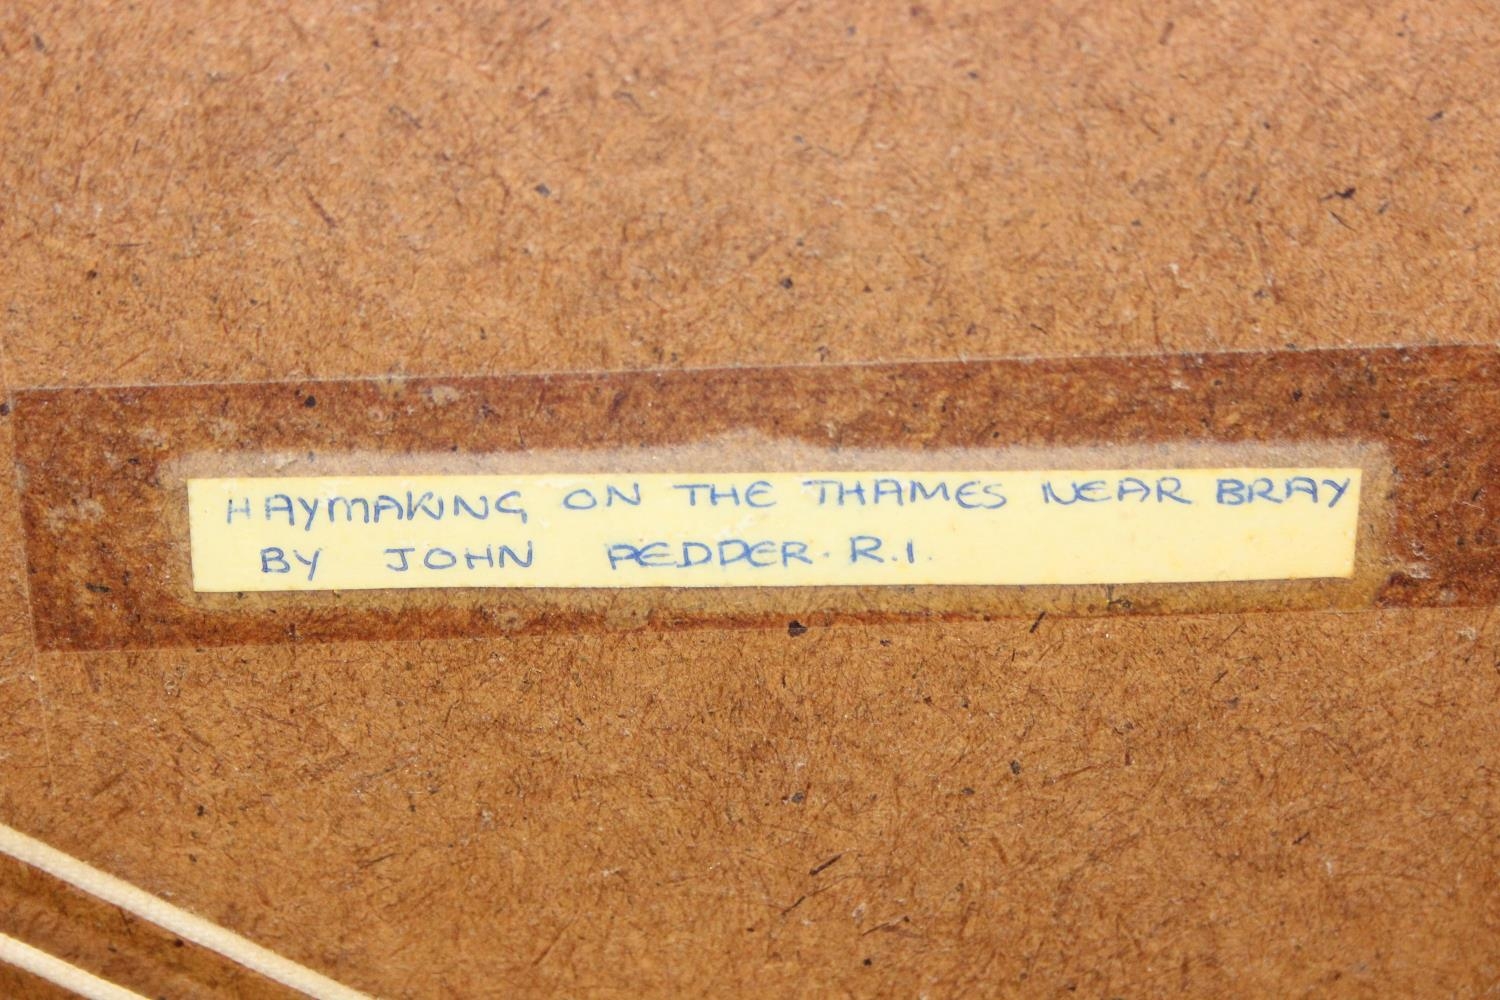 HAYMAKING ON THE THAMES NEAR BRAY
BY JOHN PEDDER. R.I.